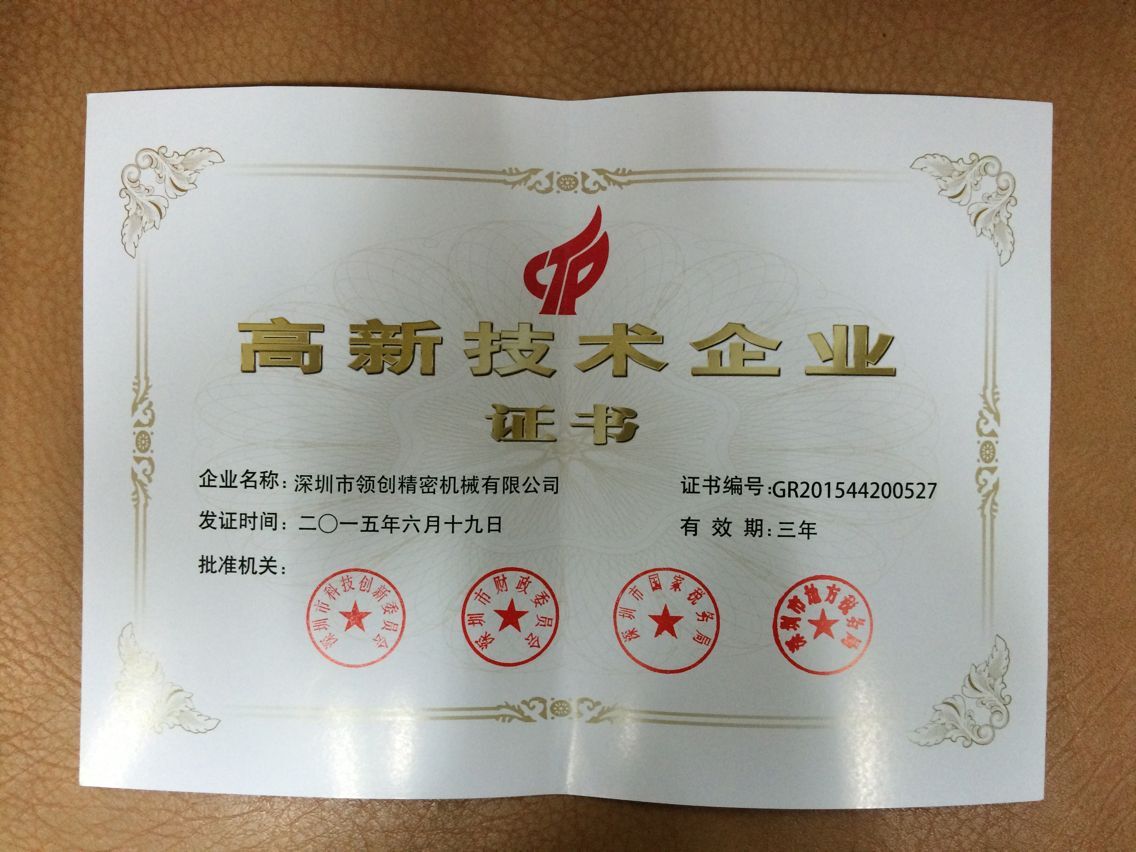 CTP
高新技术企业
证书
企业名称：深圳市领创精密机械有限公司
证书编号：GR201544200527
发证时间：二〇一五年六月十九日
有 效 期：三年
批准机关：
深圳市科技创新委员会
深圳市财政委员会
深圳市国家税务局
深圳市地方税务局